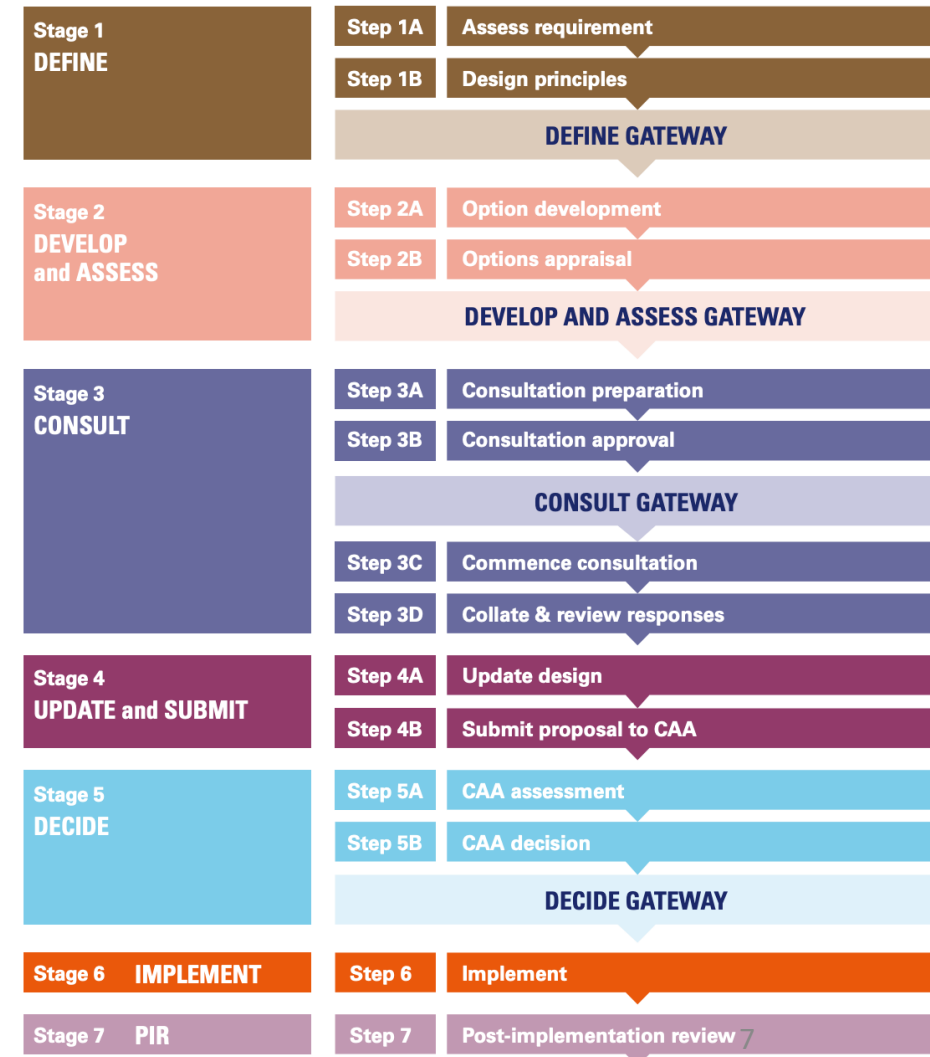 Stage 1
DEFINE
Step 1A Assess requirement
Step 1B Design principles
DEFINE GATEWAY
Stage 2
DEVELOP
and ASSESS
Step 2A Option development
Step 2B Options appraisal
DEVELOP AND ASSESS GATEWAY
Stage 3
CONSULT
Step 3A Consultation preparation
Step 3B Consultation approval
CONSULT GATEWAY
Step 3C Commence consultation
Step 3D Collate & review responses
Stage 4
UPDATE and SUBMIT
Step 4A Update design
Step 4B Submit proposal to CAA
Stage 5
DECIDE
Step 5A CAA assessment
Step 5B CAA decision
DECIDE GATEWAY
Stage 6 IMPLEMENT
Step 6 Implement
Stage 7 PIR
Step 7 Post-implementation review 7